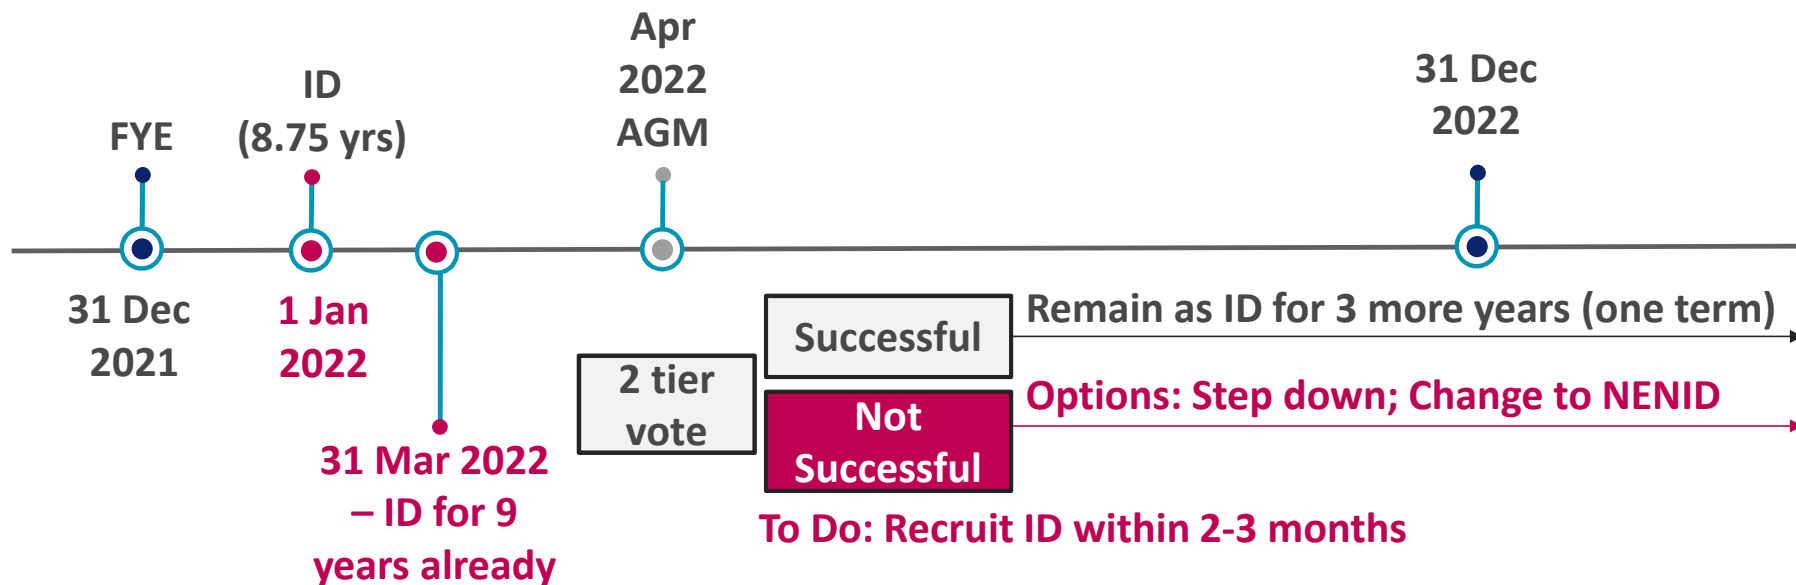 FYE
ID
(8.75 yrs)
Apr
2022
AGM
31 Dec
2022
31 Dec
2021
1 Jan
2022
31 Mar 2022
– ID for 9
years already
2 tier
vote
Successful
Remain as ID for 3 more years (one term)
Not
Successful
Options: Step down; Change to NENID
To Do: Recruit ID within 2-3 months